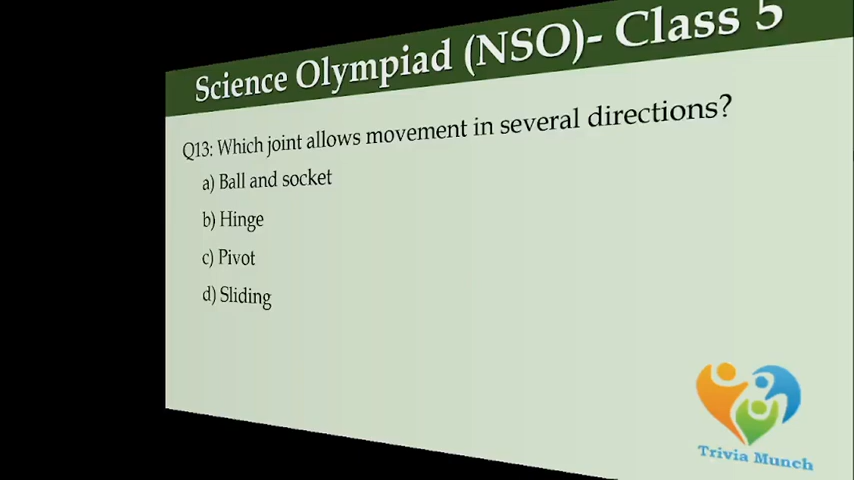 Science Olympiad (NSO)- Class 5
Q13: Which joint allows movement in several directions?
a) Ball and socket
b) Hinge
c) Pivot
d) Sliding
Trivia Munch